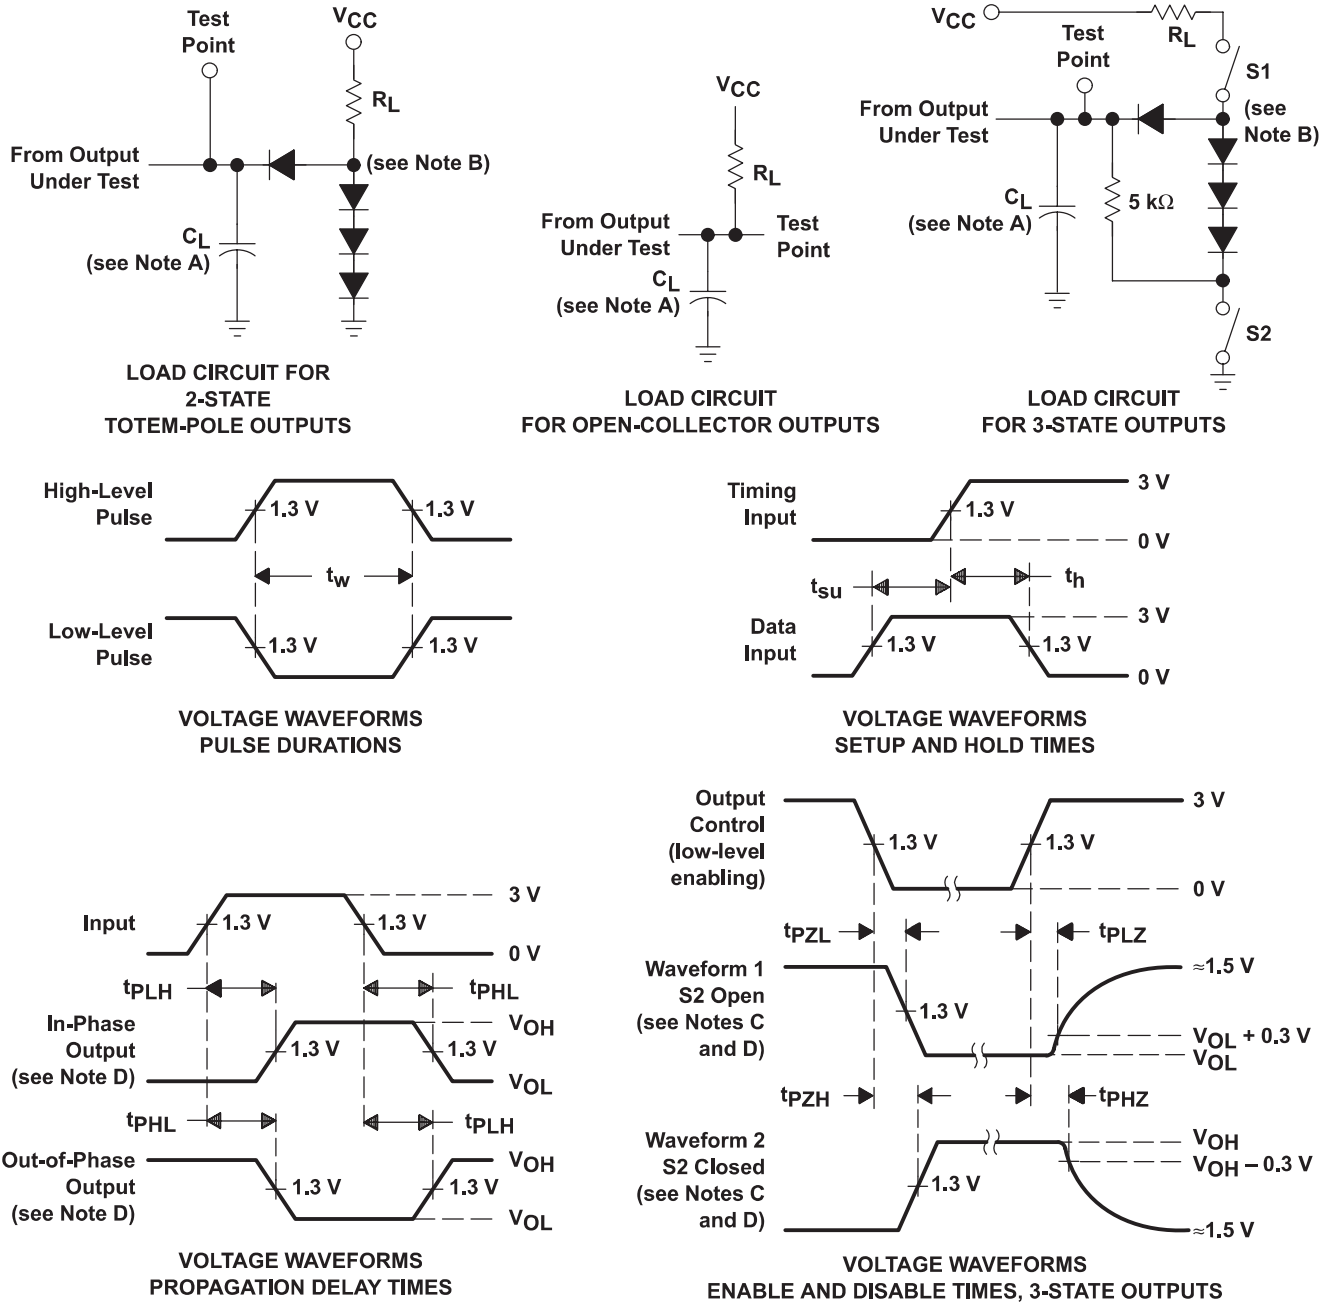 Test
Point
VCC
RL
From Output
Under Test
(see Note B)
CL
(see Note A)
LOAD CIRCUIT FOR
2-STATE
TOTEM-POLE OUTPUTS
VCC
RL
From Output
Under Test
Test
Point
CL
(see Note A)
LOAD CIRCUIT
FOR OPEN-COLLECTOR OUTPUTS
VCC
RL
Test
Point
S1
From Output
Under Test
(see
Note B)
CL
(see Note A)
5 kΩ
S2
LOAD CIRCUIT
FOR 3-STATE OUTPUTS
High-Level
Pulse
1.3 V
1.3 V
tw
Low-Level
Pulse
1.3 V
1.3 V
VOLTAGE WAVEFORMS
PULSE DURATIONS
Timing
Input
1.3 V
3 V
0 V
tsu
th
Data
Input
1.3 V
1.3 V
3 V
0 V
VOLTAGE WAVEFORMS
SETUP AND HOLD TIMES
Input
1.3 V
1.3 V
3 V
0 V
tPLH
tPHL
In-Phase
Output
(see Note D)
1.3 V
1.3 V
VOH
VOL
tPHL
tPLH
Out-of-Phase
Output
(see Note D)
1.3 V
1.3 V
VOH
VOL
VOLTAGE WAVEFORMS
PROPAGATION DELAY TIMES
Output
Control
(low-level
enabling)
1.3 V
1.3 V
3 V
0 V
tPZL
tPLZ
Waveform 1
S2 Open
(see Notes C
and D)
1.3 V
≈1.5 V
VOL + 0.3 V
VOL
tPZH
tPHZ
Waveform 2
S2 Closed
(see Notes C
and D)
1.3 V
VOH
VOH – 0.3 V
≈1.5 V
VOLTAGE WAVEFORMS
ENABLE AND DISABLE TIMES, 3-STATE OUTPUTS